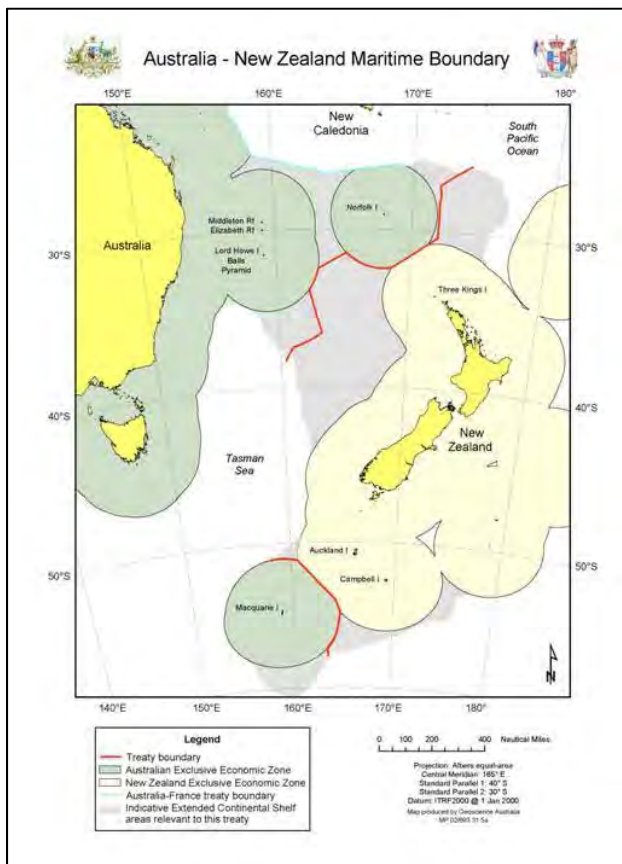 Australia - New Zealand Maritime Boundary
150°E
160°E
170°E
180°
New
Caledonia
South
Pacific
Ocean
Norfolk I
Middleton Rf
Elizabeth Rf
Lord Howe I
Balls
Pyramid
Australia
30°S
30°S
Three Kings I
40°S
40°S
New
Zealand
Tasman
Sea
Auckland I
Campbell I
50°S
50°S
Macquarie I
N
140°E
150°E
160°E
170°E
180°
Legend
Treaty boundary
Australian Exclusive Economic Zone
New Zealand Exclusive Economic Zone
Australia-France treaty boundary
Indicative Extended Continental Shelf
areas relevant to this treaty
0 100 200 400 Nautical Miles
Projection: Albers equal-area
Central Meridian: 165° E
Standard Parallel 1: 40° S
Standard Parallel 2: 30° S
Datum: ITRF2000 @ 1 Jan 2000
Map produced by Geoscience Australia